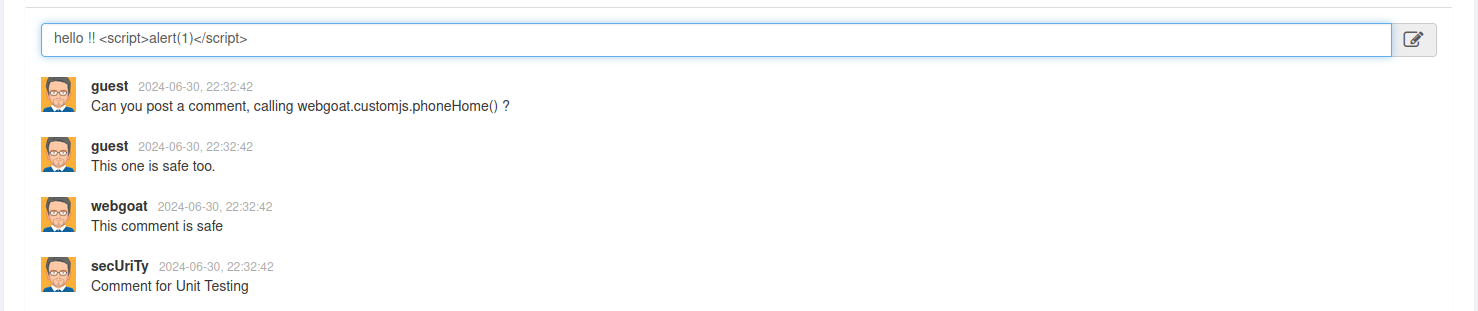 hello !! <script>alert(1)</script>
guest 2024-06-30, 22:32:42
Can you post a comment, calling webgoat.customjs.phoneHome() ?
guest 2024-06-30, 22:32:42
This one is safe too.
webgoat 2024-06-30, 22:32:42
This comment is safe
secUriTy 2024-06-30, 22:32:42
Comment for Unit Testing